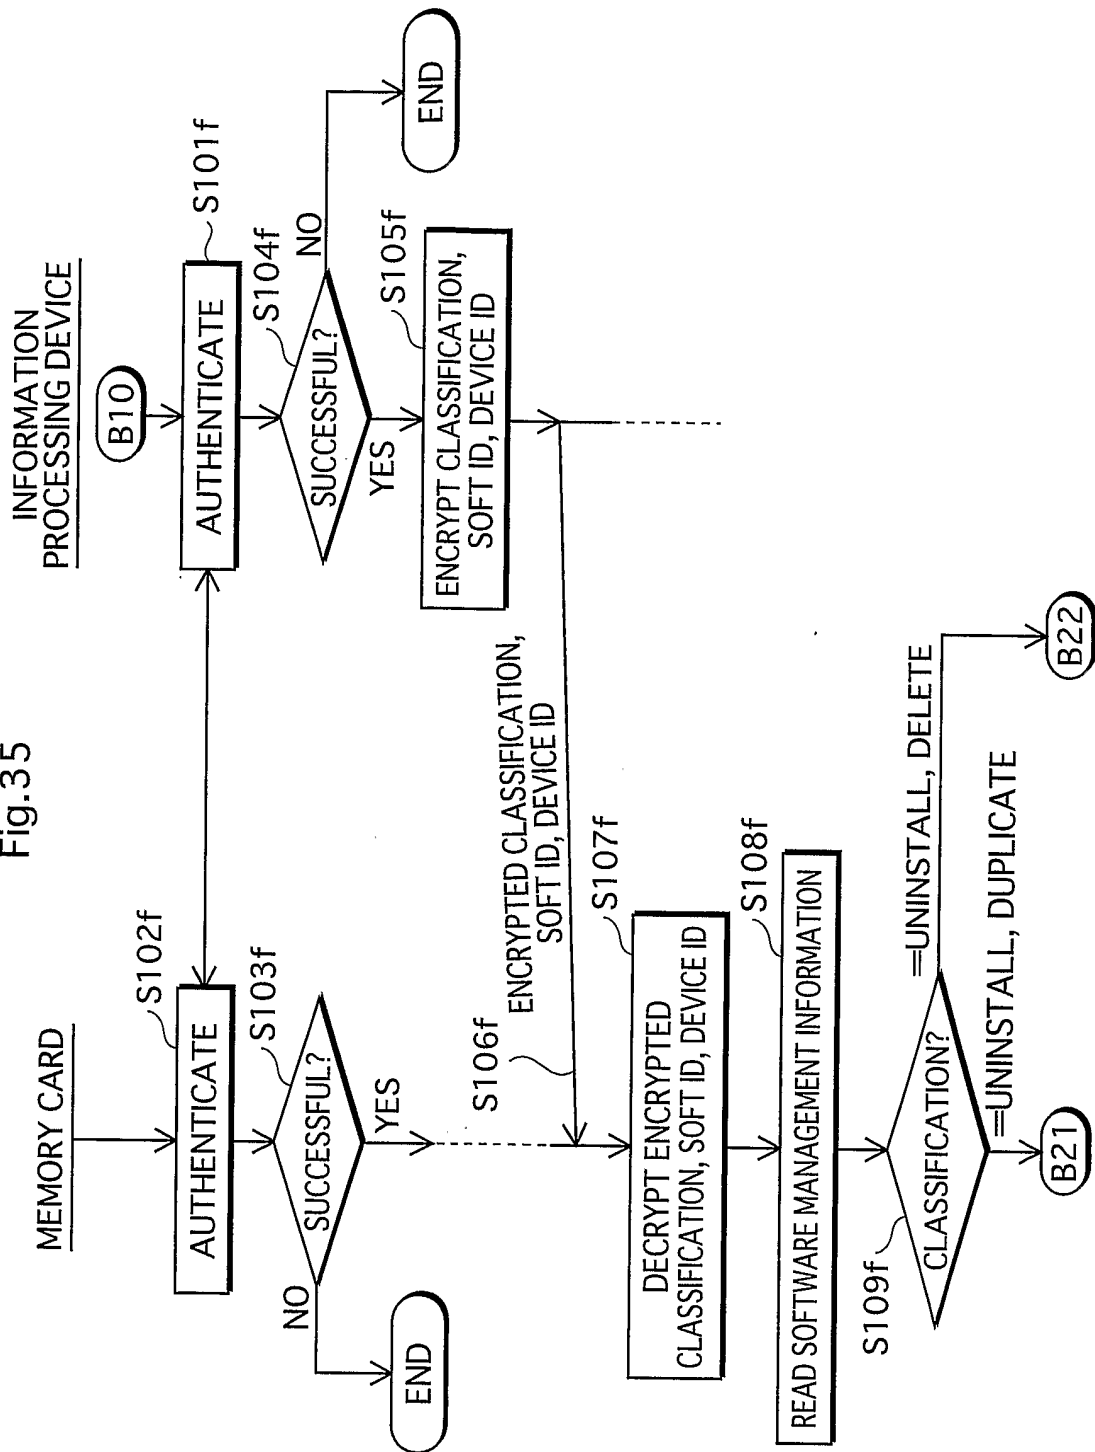 Fig.35
MEMORY CARD
INFORMATION
PROCESSING DEVICE
B10
S102f
AUTHENTICATE
S101f
AUTHENTICATE
S103f
SUCCESSFUL?
NO
YES
END
S104f
SUCCESSFUL?
NO
YES
END
S105f
ENCRYPT CLASSIFICATION,
SOFT ID, DEVICE ID
S106f
ENCRYPTED CLASSIFICATION,
SOFT ID, DEVICE ID
S107f
DECRYPT ENCRYPTED
CLASSIFICATION, SOFT ID, DEVICE ID
S108f
READ SOFTWARE MANAGEMENT INFORMATION
S109f
CLASSIFICATION?
=UNINSTALL, DELETE
=UNINSTALL, DUPLICATE
B21
B22